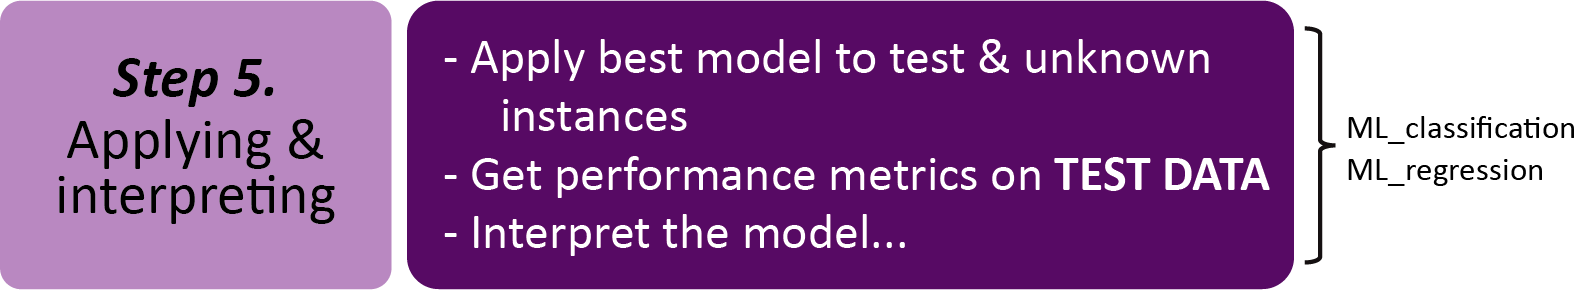 Step 5.
Applying &
interpreting
- Apply best model to test & unknown
instances
- Get performance metrics on TEST DATA
- Interpret the model...
ML_classification
ML_regression